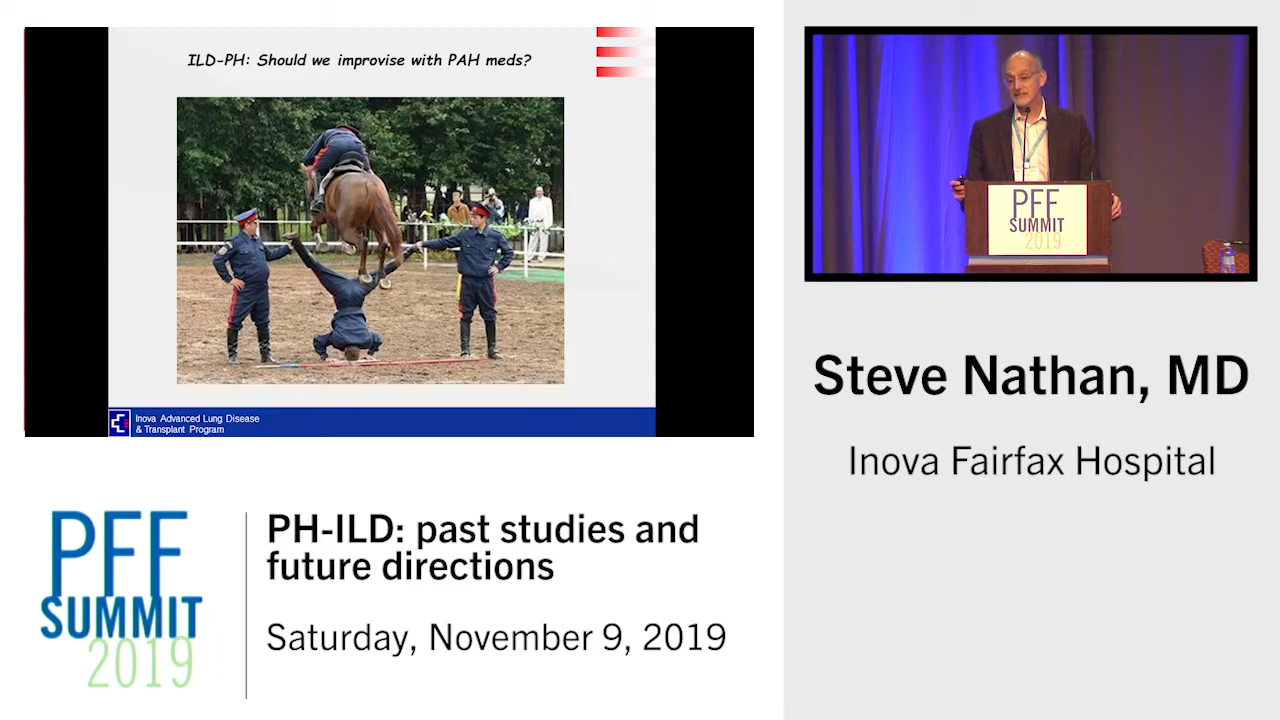 ILD-PH: Should we improvise with PAH meds?
Inova Advanced Lung Disease
& Transplant Program
PFF
SUMMIT
2019
Steve Nathan, MD
Inova Fairfax Hospital
PFF
SUMMIT
2019
PH-ILD: past studies and
future directions
Saturday, November 9, 2019